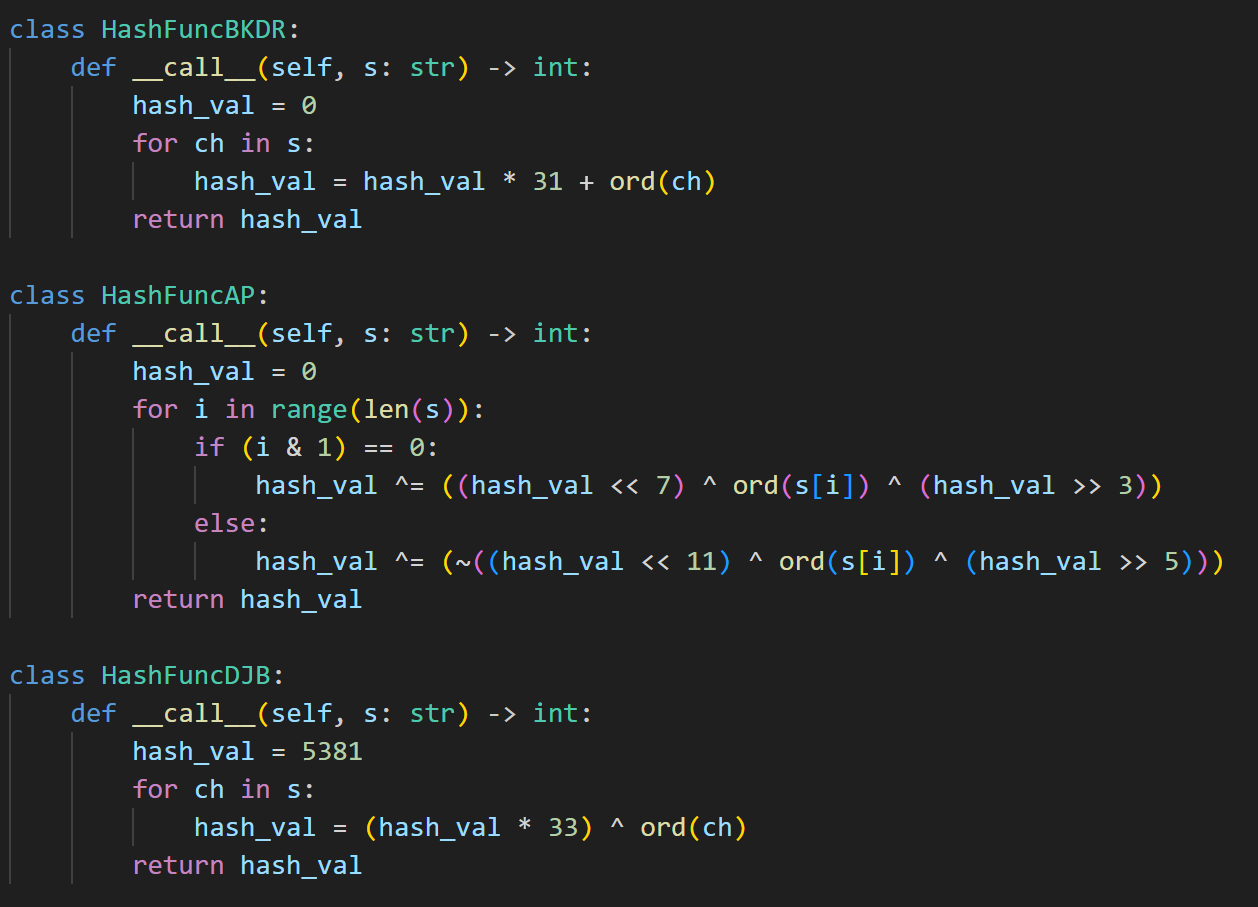 class HashFuncBKDR:
    def __call__(self, s: str) -> int:
        hash_val = 0
        for ch in s:
            hash_val = hash_val * 31 + ord(ch)
        return hash_val

class HashFuncAP:
    def __call__(self, s: str) -> int:
        hash_val = 0
        for i in range(len(s)):
            if (i & 1) == 0:
                hash_val ^= ((hash_val << 7) ^ ord(s[i]) ^ (hash_val >> 3))
            else:
                hash_val ^= (~((hash_val << 11) ^ ord(s[i]) ^ (hash_val >> 5)))
        return hash_val

class HashFuncDJB:
    def __call__(self, s: str) -> int:
        hash_val = 5381
        for ch in s:
            hash_val = (hash_val * 33) ^ ord(ch)
        return hash_val